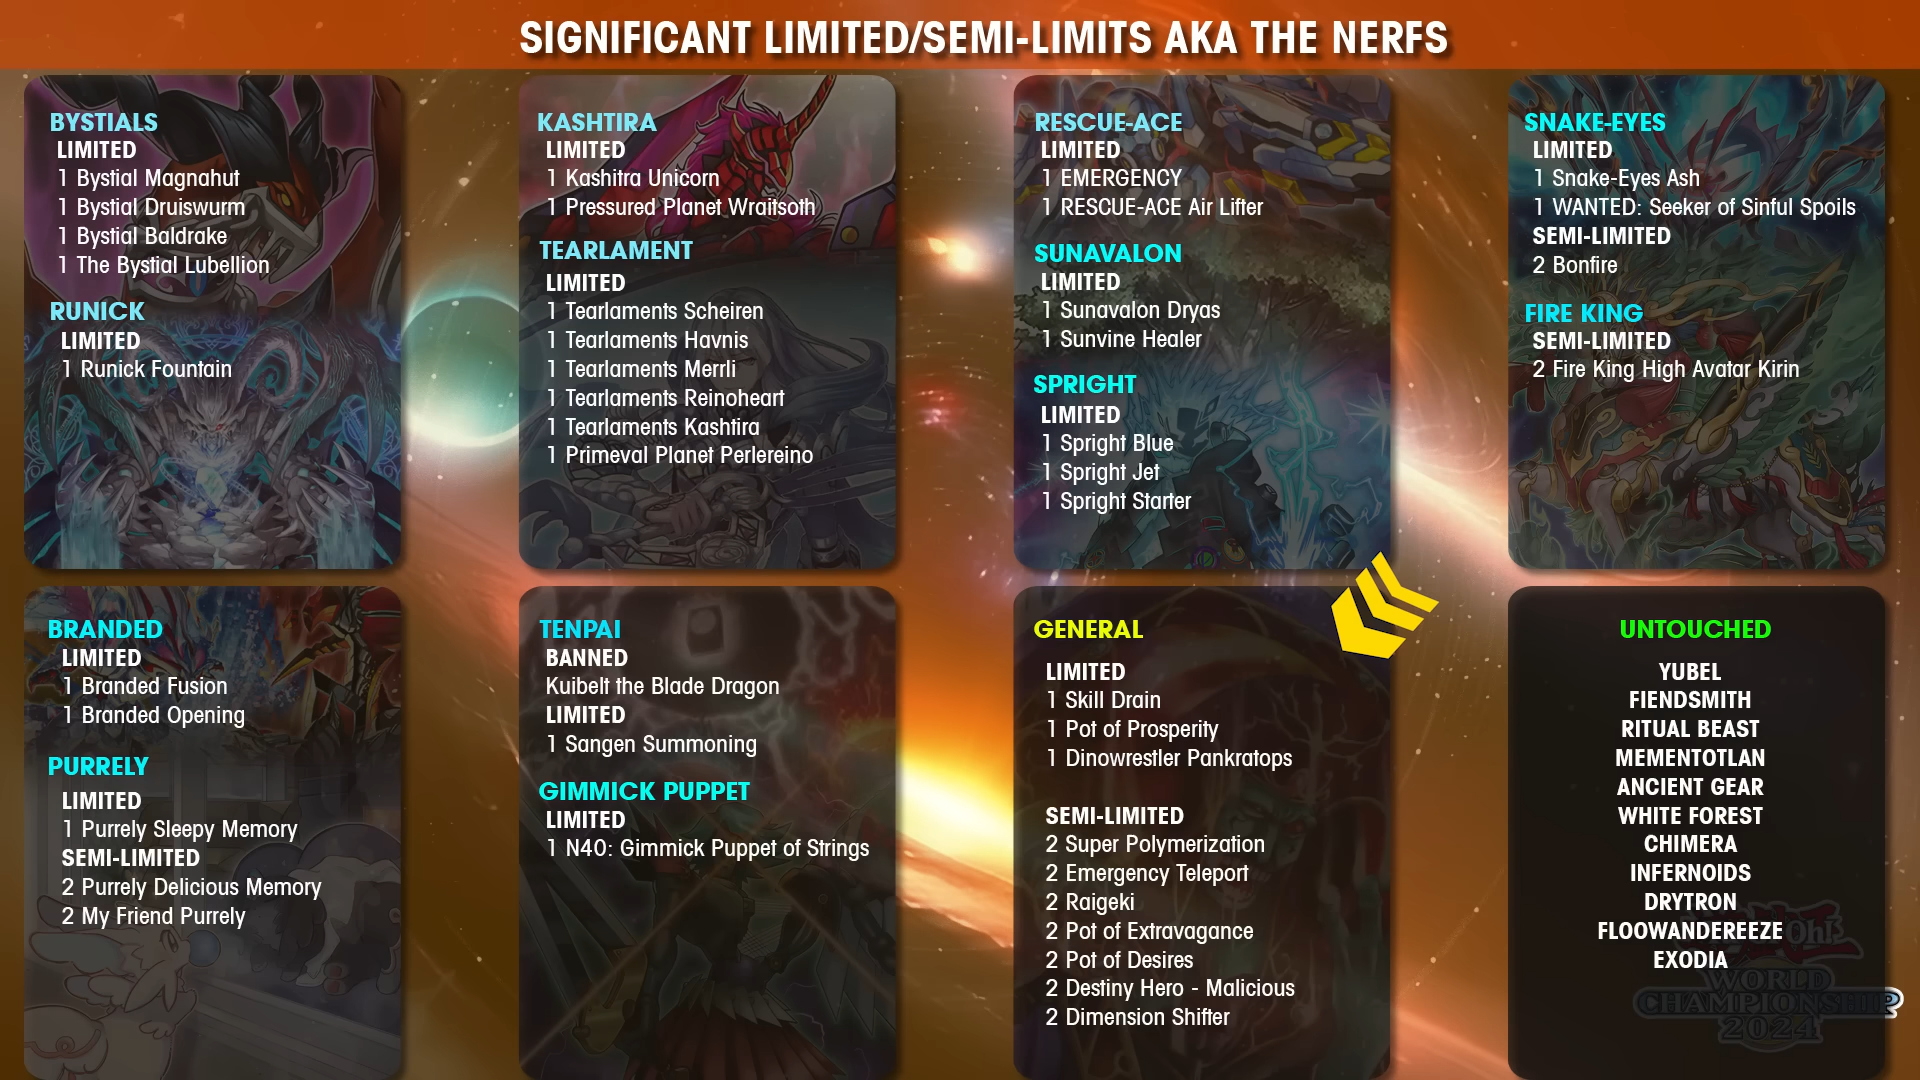 SIGNIFICANT LIMITED/SEMI-LIMITS AKA THE NERFS
BYSTIALS
LIMITED
1 Bystial Magnahut
1 Bystial Druiswurm
1 Bystial Baldrake
1 The Bystial Lubellion
RUNICK
LIMITED
1 Runick Fountain
KASHTIRA
LIMITED
1 Kashitra Unicorn
1 Pressured Planet Wraitsoth
TEARLAMENT
LIMITED
1 Tearlaments Scheiren
1 Tearlaments Havnis
1 Tearlaments Merrli
1 Tearlaments Reinoheart
1 Tearlaments Kashtira
1 Primeval Planet Perlereino
RESCUE-ACE
LIMITED
1 EMERGENCY
1 RESCUE-ACE Air Lifter
SUNAVALON
LIMITED
1 Sunavalon Dryas
1 Sunvine Healer
SPRIGHT
LIMITED
1 Spright Blue
1 Spright Jet
1 Spright Starter
SNAKE-EYES
LIMITED
1 Snake-Eyes Ash
1 WANTED: Seeker of Sinful Spoils
SEMI-LIMITED
2 Bonfire
FIRE KING
SEMI-LIMITED
2 Fire King High Avatar Kirin
BRANDED
LIMITED
1 Branded Fusion
1 Branded Opening
PURRELY
LIMITED
1 Purrely Sleepy Memory
SEMI-LIMITED
2 Purrely Delicious Memory
2 My Friend Purrely
TENPAI
BANNED
Kuibelt the Blade Dragon
LIMITED
1 Sangen Summoning
GIMMICK PUPPET
LIMITED
1 N40: Gimmick Puppet of Strings
GENERAL
LIMITED
1 Skill Drain
1 Pot of Prosperity
1 Dinowrestler Pankratops
SEMI-LIMITED
2 Super Polymerization
2 Emergency Teleport
2 Raigeki
2 Pot of Extravagance
2 Pot of Desires
2 Destiny Hero - Malicious
2 Dimension Shifter
UNTOUCHED
YUBEL
FIENDSMITH
RITUAL BEAST
MEMENTOTLAN
ANCIENT GEAR
WHITE FOREST
CHIMERA
INFERNOIDS
DRYTRON
FLOOWANDEREEZE
EXODIA
WORLD
CHAMPIONSHIP
2024